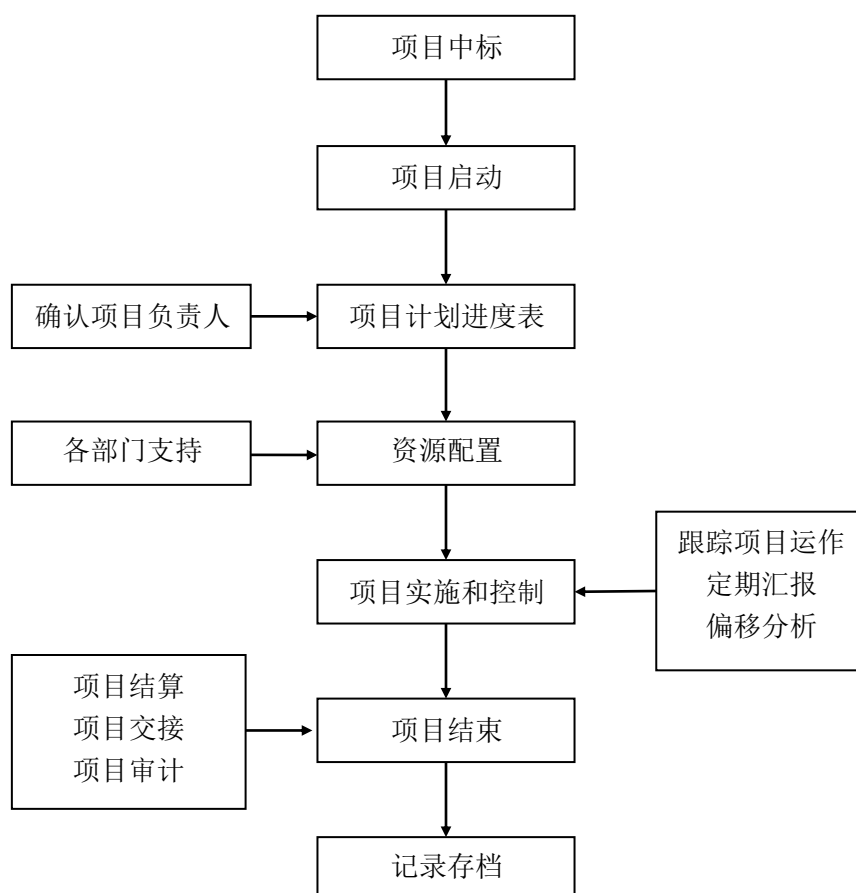 项目中标
项目启动
确认项目负责人
项目计划进度表
各部门支持
资源配置
跟踪项目运作
定期汇报
偏移分析
项目实施和控制
项目结算
项目交接
项目审计
项目结束
记录存档